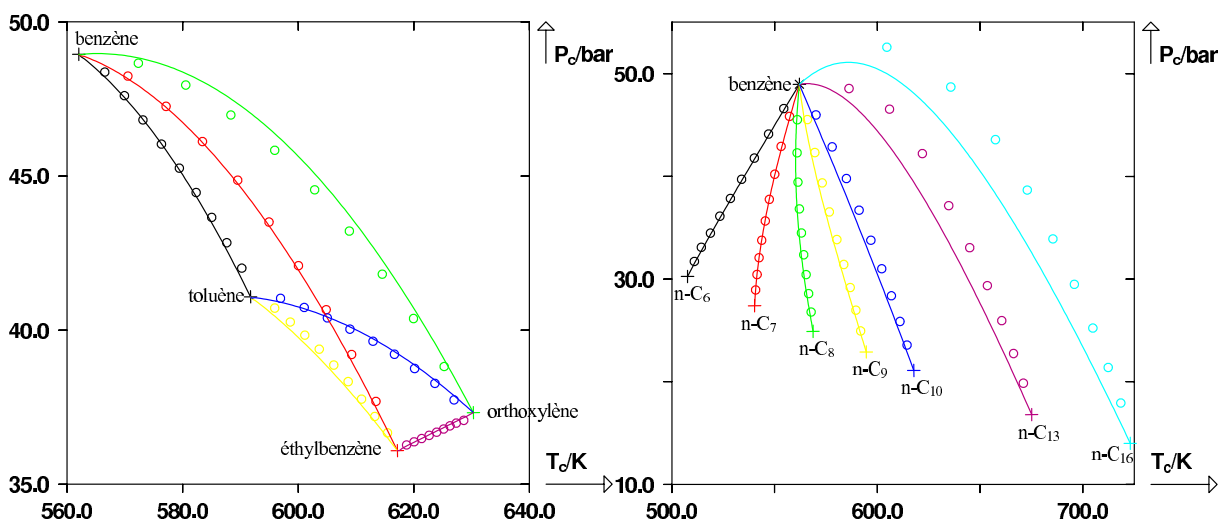 50.0
benzène
P_c/bar
45.0
toluène
40.0
orthoxylène
éthylbenzène
T_c/K
35.0
560.0 580.0 600.0 620.0 640.0
P_c/bar
50.0
benzène
30.0
n-C₆
n-C₇
n-C₈
n-C₉
n-C₁₀
n-C₁₃
n-C₁₆
T_c/K
10.0
500.0 600.0 700.0